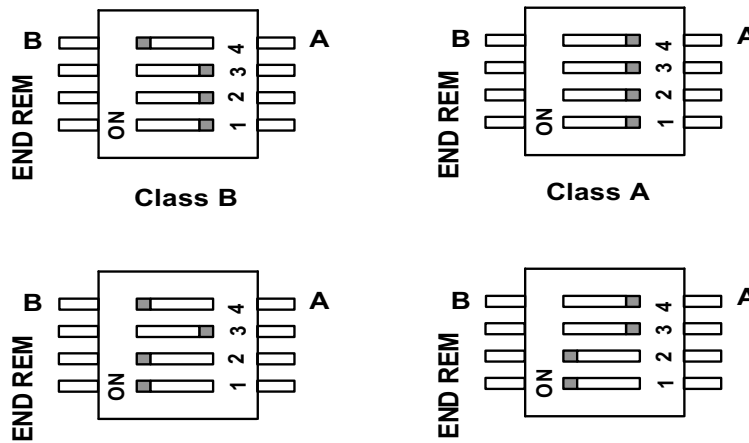 B 4 A
3
2
ON 1
END REM
Class B
B 4 A
3
2
ON 1
END REM
Class A
B 4 A
3
2
ON 1
END REM
B 4 A
3
2
ON 1
END REM